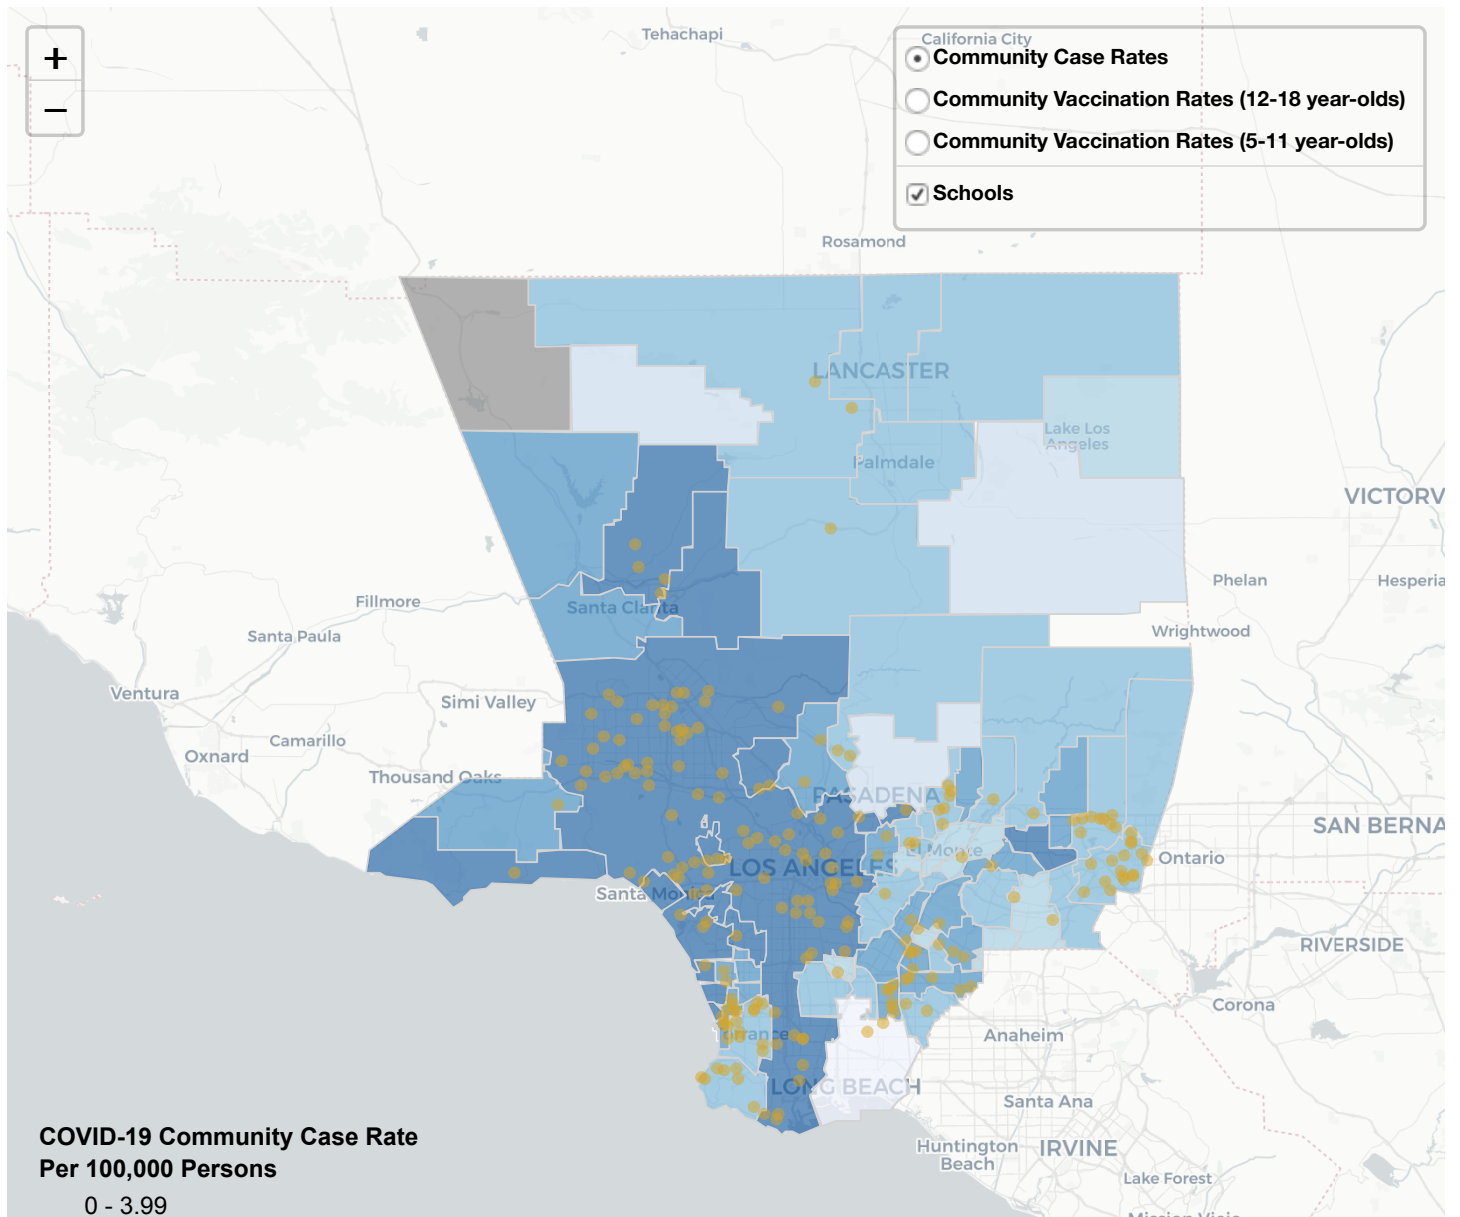 +
−
Tehachapi
California City
Community Case Rates
Community Vaccination Rates (12-18 year-olds)
Community Vaccination Rates (5-11 year-olds)
Schools
Rosamond
LANCASTER
Lake Los
Angeles
Palmdale
VICTORV
Phelan
Hesperia
Fillmore
Santa Clarita
Santa Paula
Wrightwood
Ventura
Simi Valley
Camarillo
Oxnard
Thousand Oaks
PASADENA
SAN BERNA
El Monte
Ontario
LOS ANGELES
Santa Monica
RIVERSIDE
Corona
Torrance
Anaheim
LONG BEACH
Santa Ana
COVID-19 Community Case Rate
Per 100,000 Persons
0 - 3.99
Huntington
Beach
IRVINE
Lake Forest
Mission Viejo